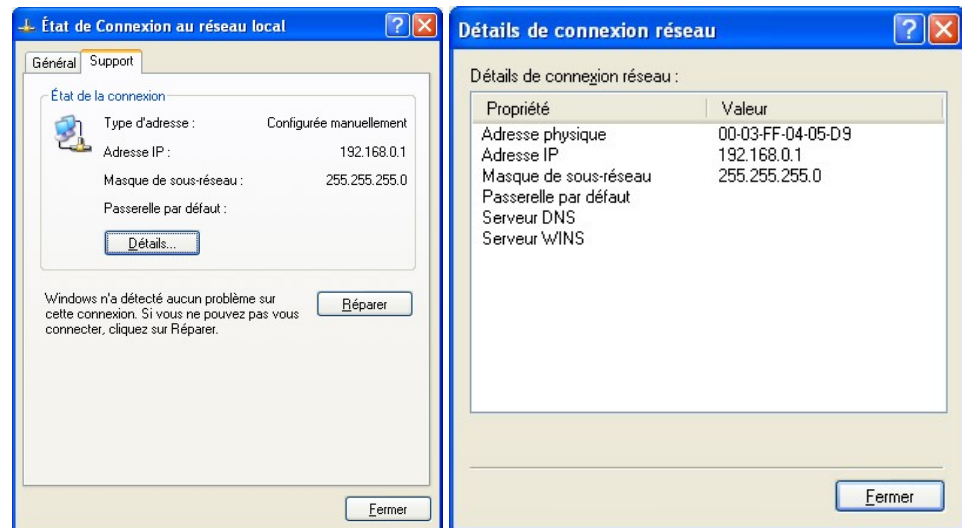 État de Connexion au réseau local
Général Support
État de la connexion
Type d'adresse : Configurée manuellement
Adresse IP : 192.168.0.1
Masque de sous-réseau : 255.255.255.0
Passerelle par défaut :
Détails...
Windows n'a détecté aucun problème sur
cette connexion. Si vous ne pouvez pas vous
connecter, cliquez sur Réparer.
Réparer
Fermer
Détails de connexion réseau
Détails de connexion réseau :
Propriété Valeur
Adresse physique 00-03-FF-04-05-D9
Adresse IP 192.168.0.1
Masque de sous-réseau 255.255.255.0
Passerelle par défaut
Serveur DNS
Serveur WINS
Fermer